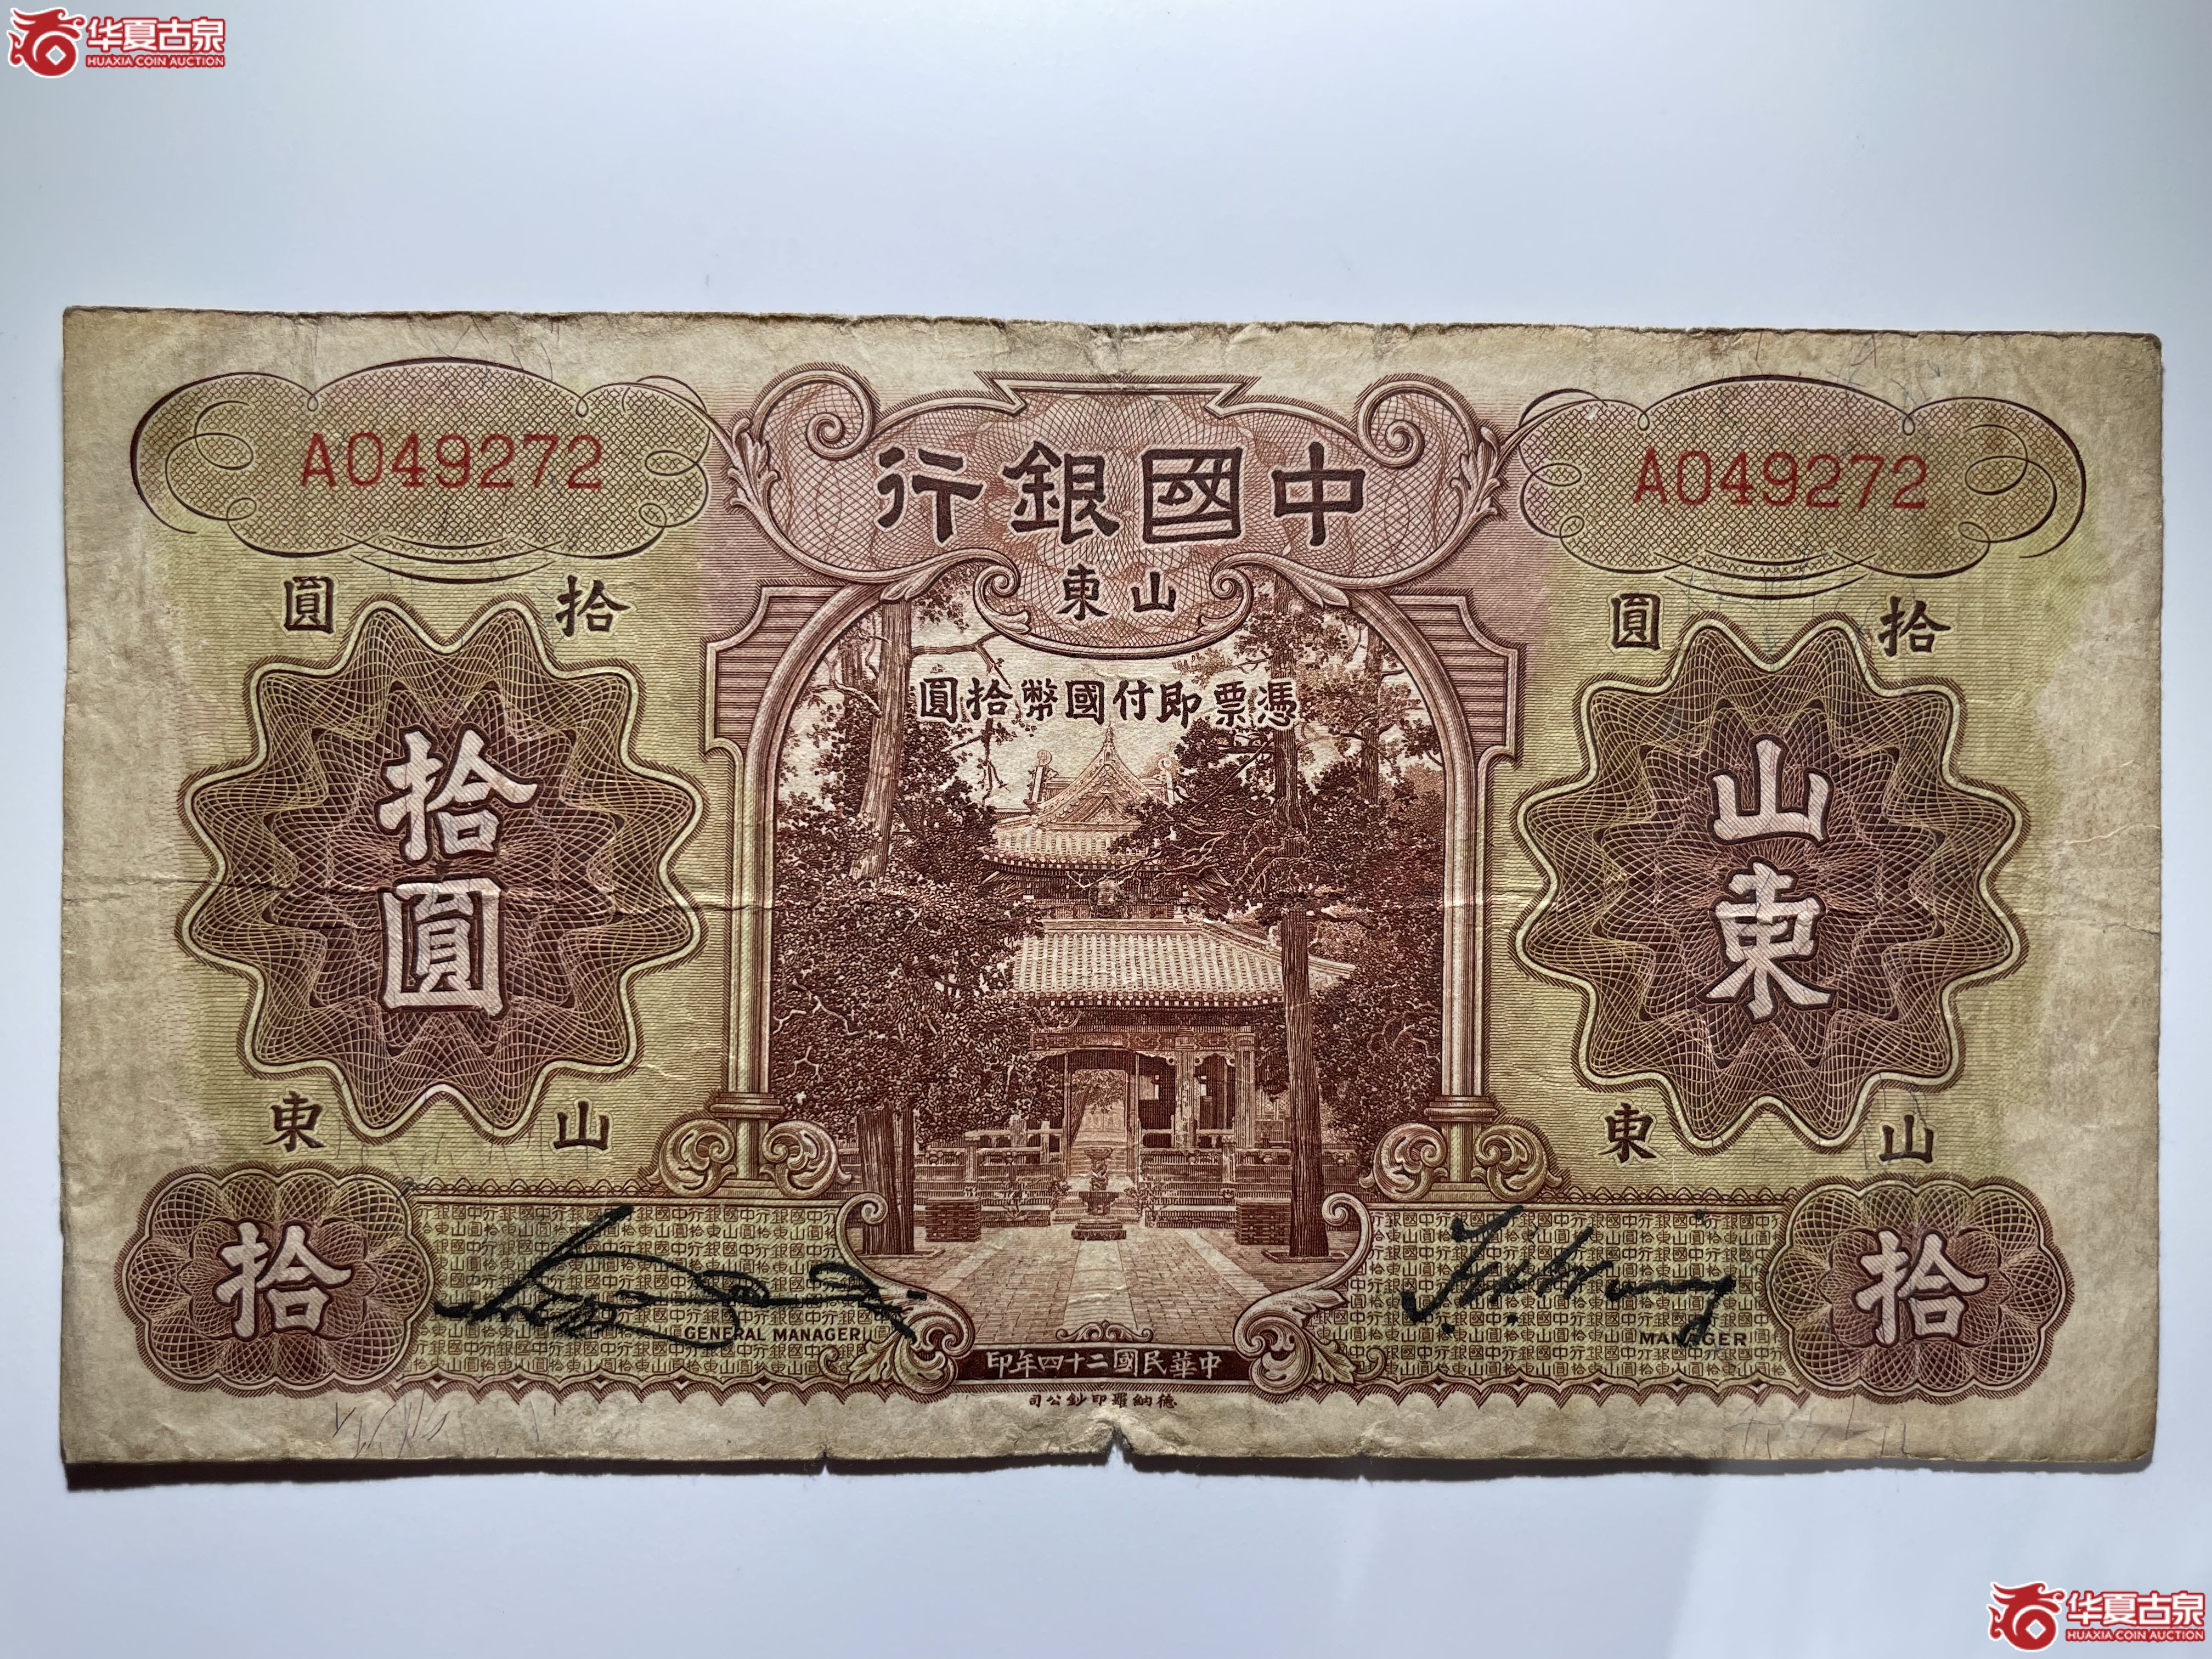 华夏古泉
HUAXIA COIN AUCTION
A049272
A049272
中國銀行
山東
拾圓
拾圓
憑票即付國幣拾圓
拾圓
山東
山東
山東
拾
拾
GENERAL MANAGER
MANAGER
中華民國二十四年印
德納羅印鈔公司
华夏古泉
HUAXIA COIN AUCTION